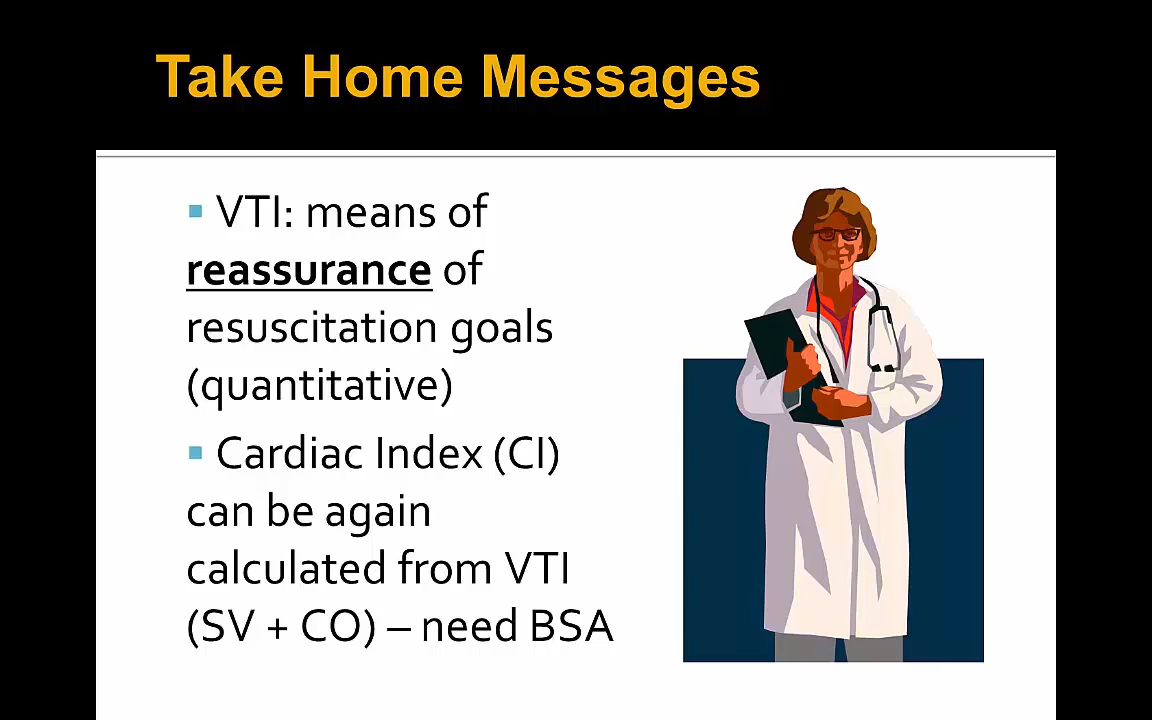 Take Home Messages
▪ VTI: means of
reassurance of
resuscitation goals
(quantitative)
▪ Cardiac Index (CI)
can be again
calculated from VTI
(SV + CO) – need BSA